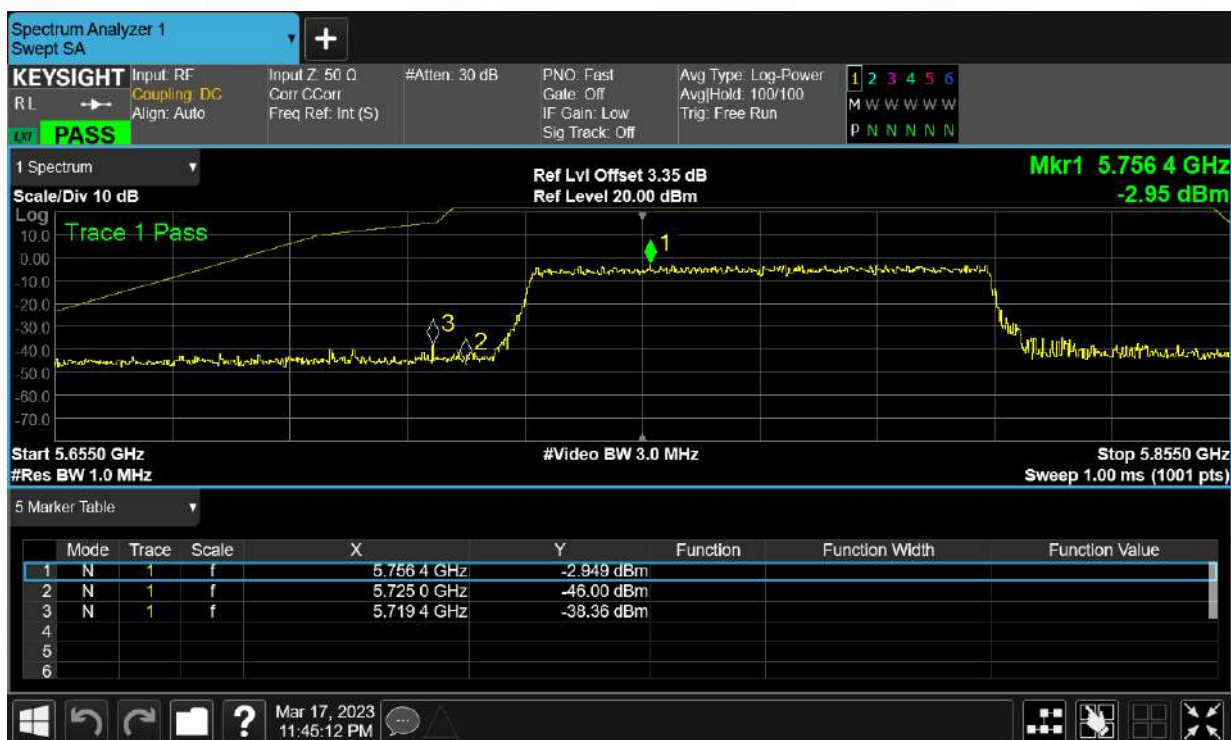 Spectrum Analyzer 1
Swept SA
KEYSIGHT Input: RF Input Z: 50 Ω #Atten: 30 dB PNO: Fast Avg Type: Log-Power 1 2 3 4 5 6
RL Coupling: DC Corr CCorr Gate: Off Avg|Hold: 100/100 M W W W W W
Align: Auto Freq Ref: Int (S) IF Gain: Low Trig: Free Run
LXI PASS Sig Track: Off P N N N N N
1 Spectrum Ref Lvl Offset 3.35 dB Mkr1 5.756 4 GHz
Scale/Div 10 dB Ref Level 20.00 dBm -2.95 dBm
Log
Trace 1 Pass
10.0
0.00
-10.0
-20.0
-30.0
-40.0
-50.0
-60.0
-70.0
1
3
2
Start 5.6550 GHz #Video BW 3.0 MHz Stop 5.8550 GHz
#Res BW 1.0 MHz Sweep 1.00 ms (1001 pts)
5 Marker Table
Mode Trace Scale X Y Function Function Width Function Value
1 N 1 f 5.756 4 GHz -2.949 dBm
2 N 1 f 5.725 0 GHz -46.00 dBm
3 N 1 f 5.719 4 GHz -38.36 dBm
4
5
6
? Mar 17, 2023
11:45:12 PM